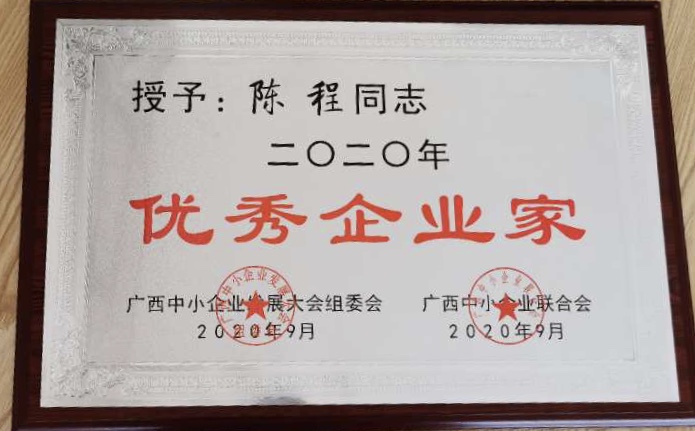 授予：陈 程同志
二〇二〇年
优秀企业家
广西中小企业发展大会组委会
2020年9月
广西中小企业联合会
2020年9月